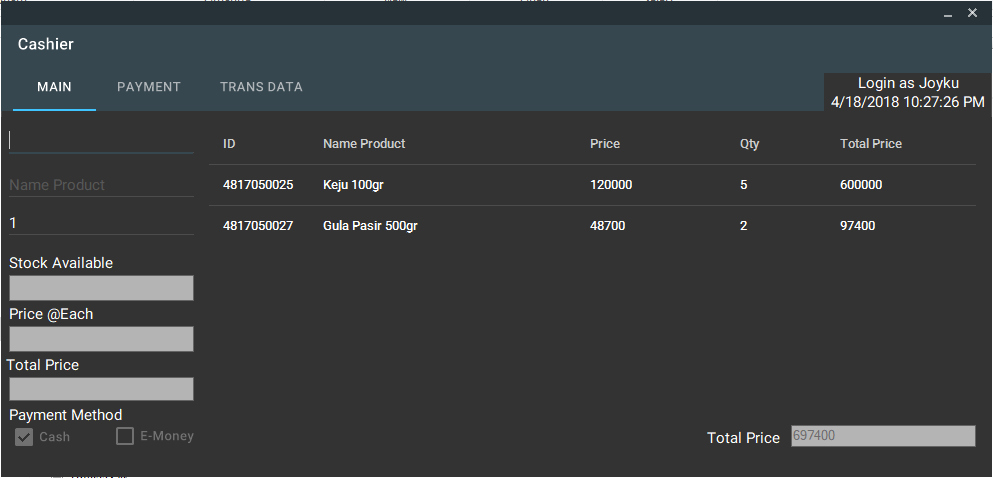 Cashier
MAIN PAYMENT TRANS DATA
Login as Joyku
4/18/2018 10:27:26 PM
ID Name Product Price Qty Total Price
4817050025 Keju 100gr 120000 5 600000
4817050027 Gula Pasir 500gr 48700 2 97400
Name Product
1
Stock Available
Price @Each
Total Price
Payment Method
Cash E-Money
Total Price 697400